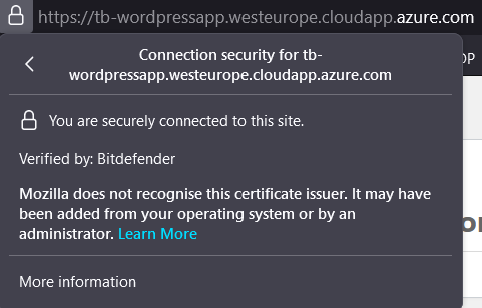 https://tb-wordpressapp.westeurope.cloudapp.azure.com
Connection security for tb-
wordpressapp.westeurope.cloudapp.azure.com
You are securely connected to this site.
Verified by: Bitdefender
Mozilla does not recognise this certificate issuer. It may have
been added from your operating system or by an
administrator. Learn More
More information